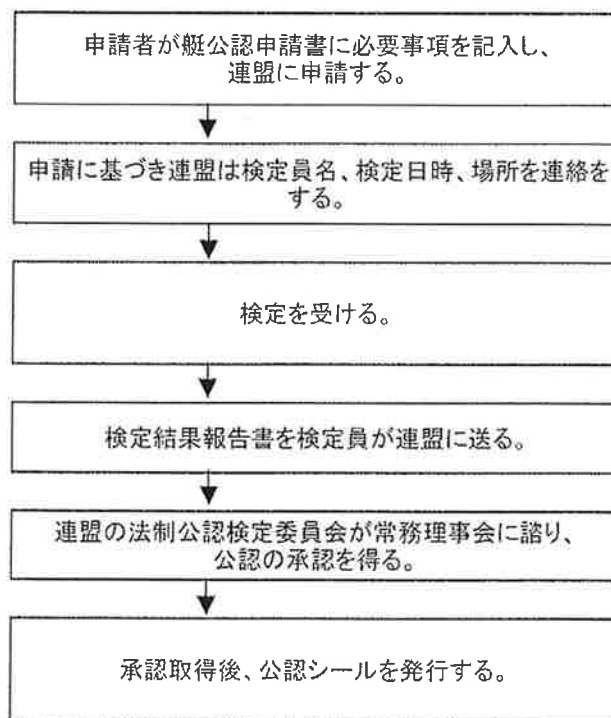 申請者が艇公認申請書に必要事項を記入し、
連盟に申請する。
申請に基づき連盟は検定員名、検定日時、場所を連絡を
する。
検定を受ける。
検定結果報告書を検定員が連盟に送る。
連盟の法制公認検定委員会が常務理事会に諮り、
公認の承認を得る。
承認取得後、公認シールを発行する。